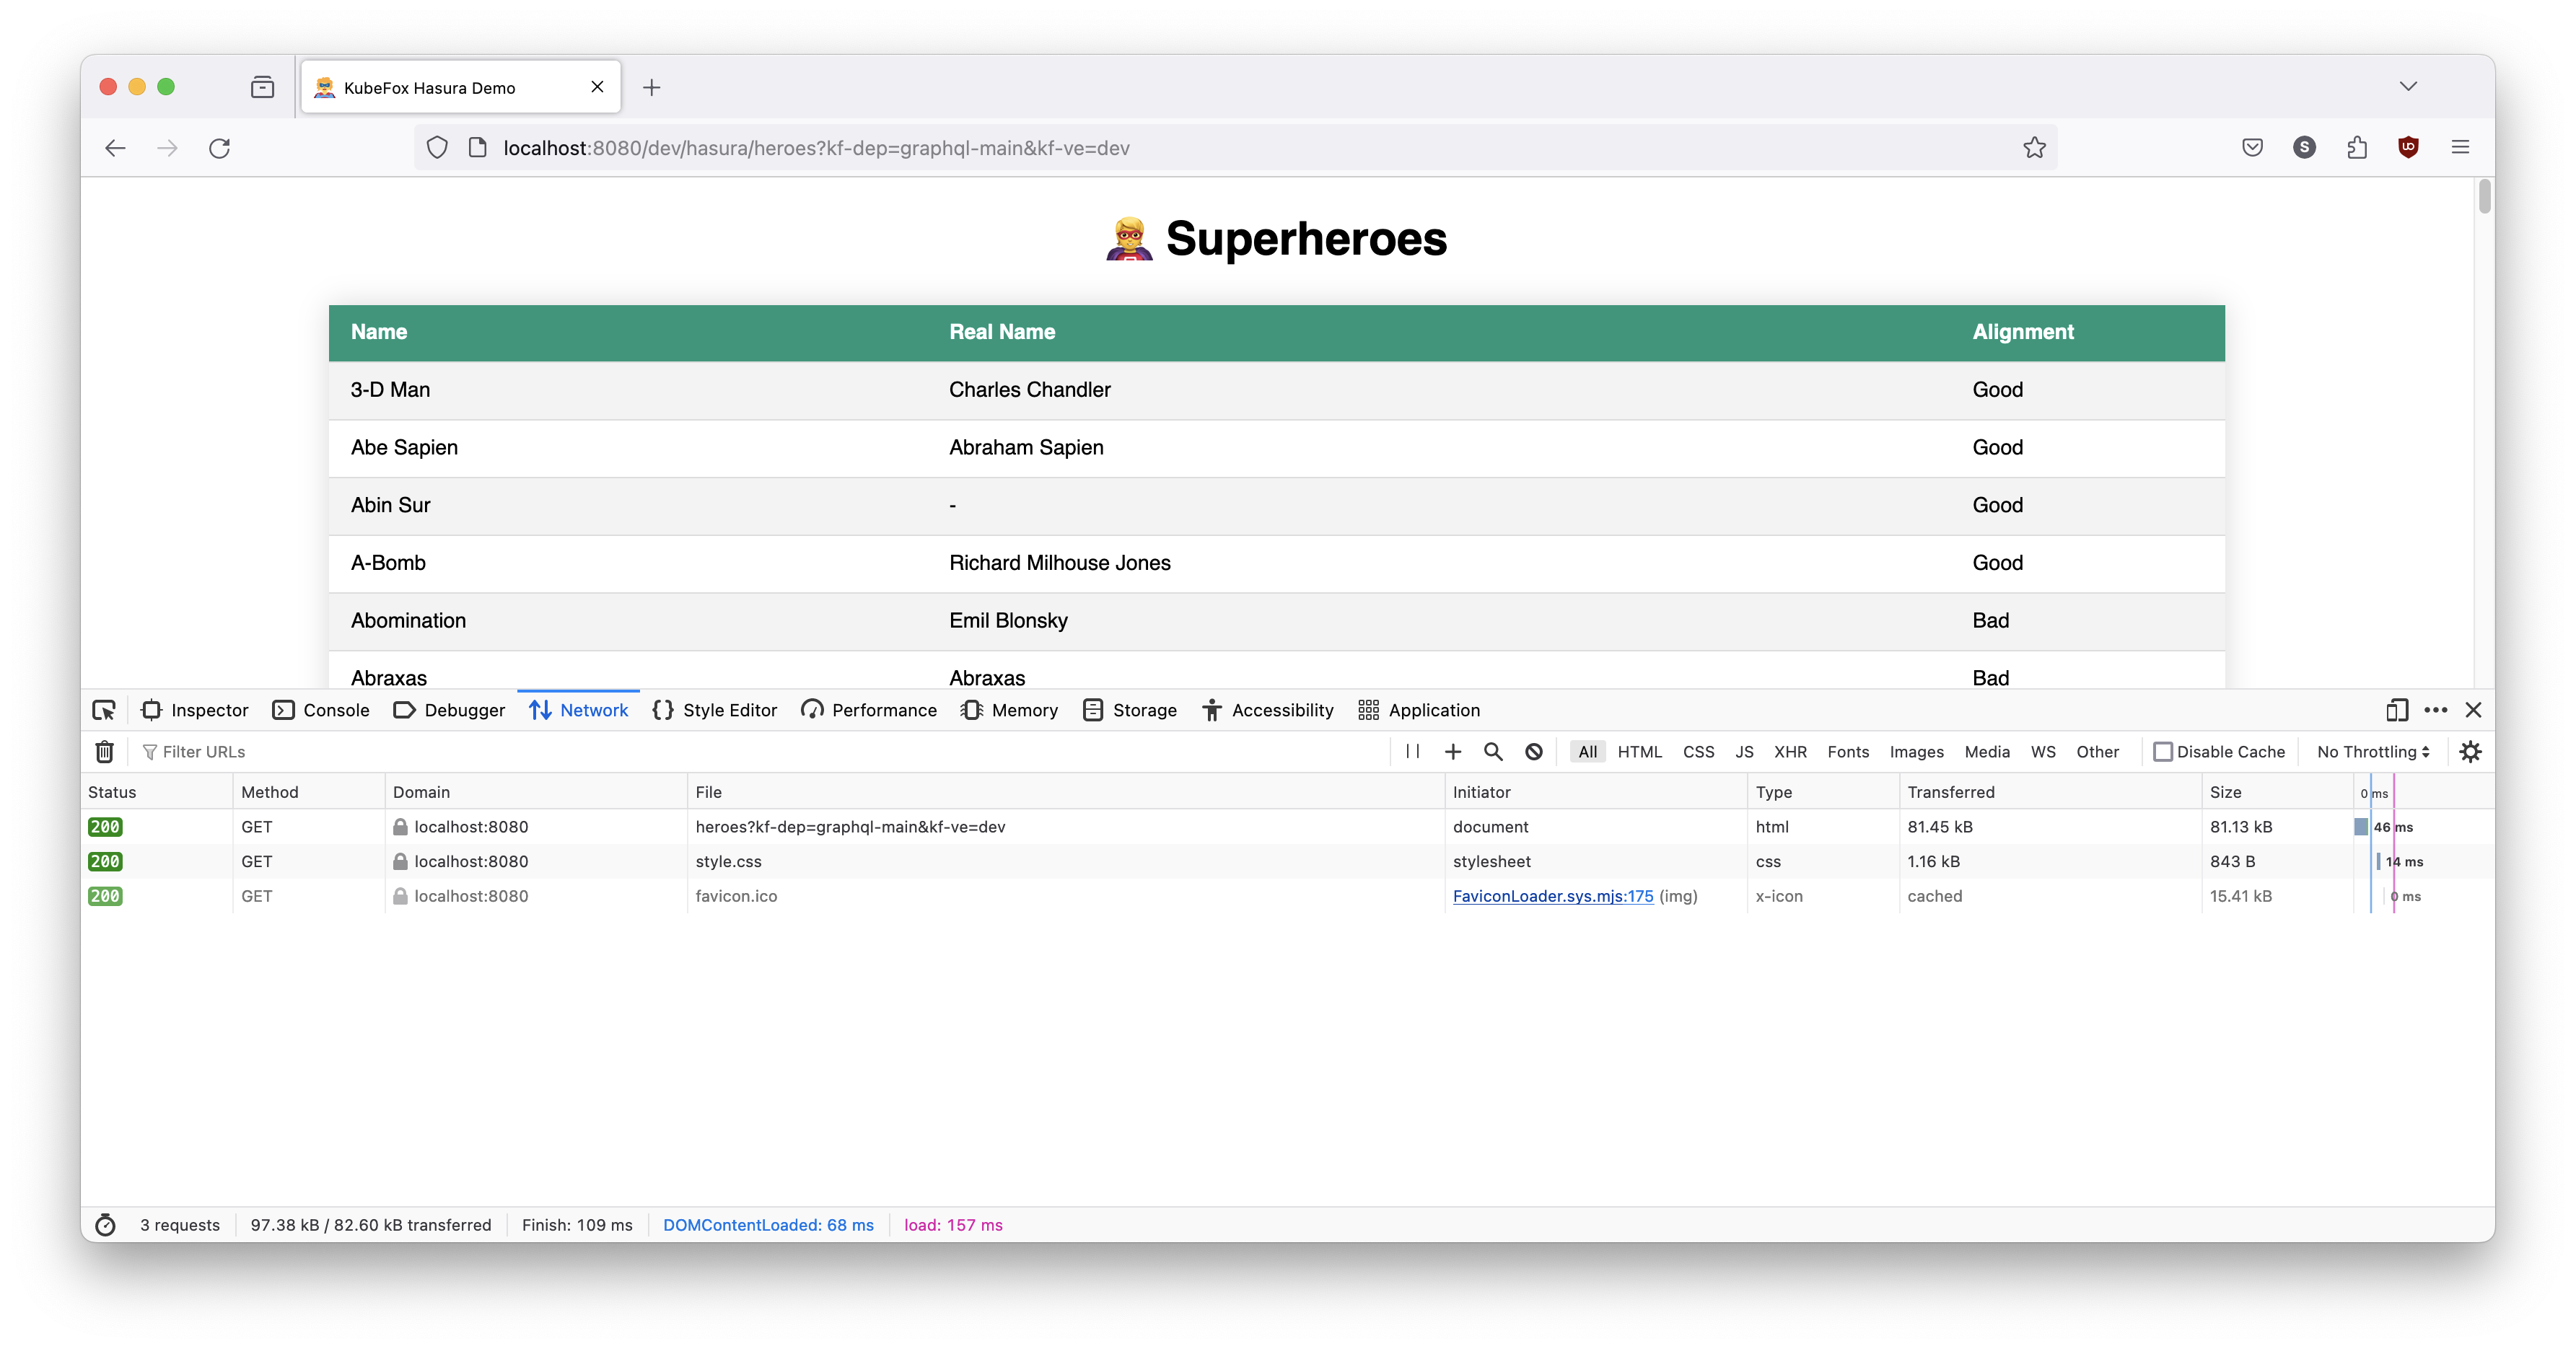 KubeFox Hasura Demo
localhost:8080/dev/hasura/heroes?kf-dep=graphql-main&kf-ve=dev
S
Superheroes
Name Real Name Alignment
3-D Man Charles Chandler Good
Abe Sapien Abraham Sapien Good
Abin Sur - Good
A-Bomb Richard Milhouse Jones Good
Abomination Emil Blonsky Bad
Abraxas Abraxas Bad
Inspector Console Debugger Network Style Editor Performance Memory Storage Accessibility Application
Filter URLs All HTML CSS JS XHR Fonts Images Media WS Other Disable Cache No Throttling
Status Method Domain File Initiator Type Transferred Size 0 ms
200 GET localhost:8080 heroes?kf-dep=graphql-main&kf-ve=dev document html 81.45 kB 81.13 kB 46 ms
200 GET localhost:8080 style.css stylesheet css 1.16 kB 843 B 14 ms
200 GET localhost:8080 favicon.ico FaviconLoader.sys.mjs:175 (img) x-icon cached 15.41 kB 0 ms
3 requests 97.38 kB / 82.60 kB transferred Finish: 109 ms DOMContentLoaded: 68 ms load: 157 ms